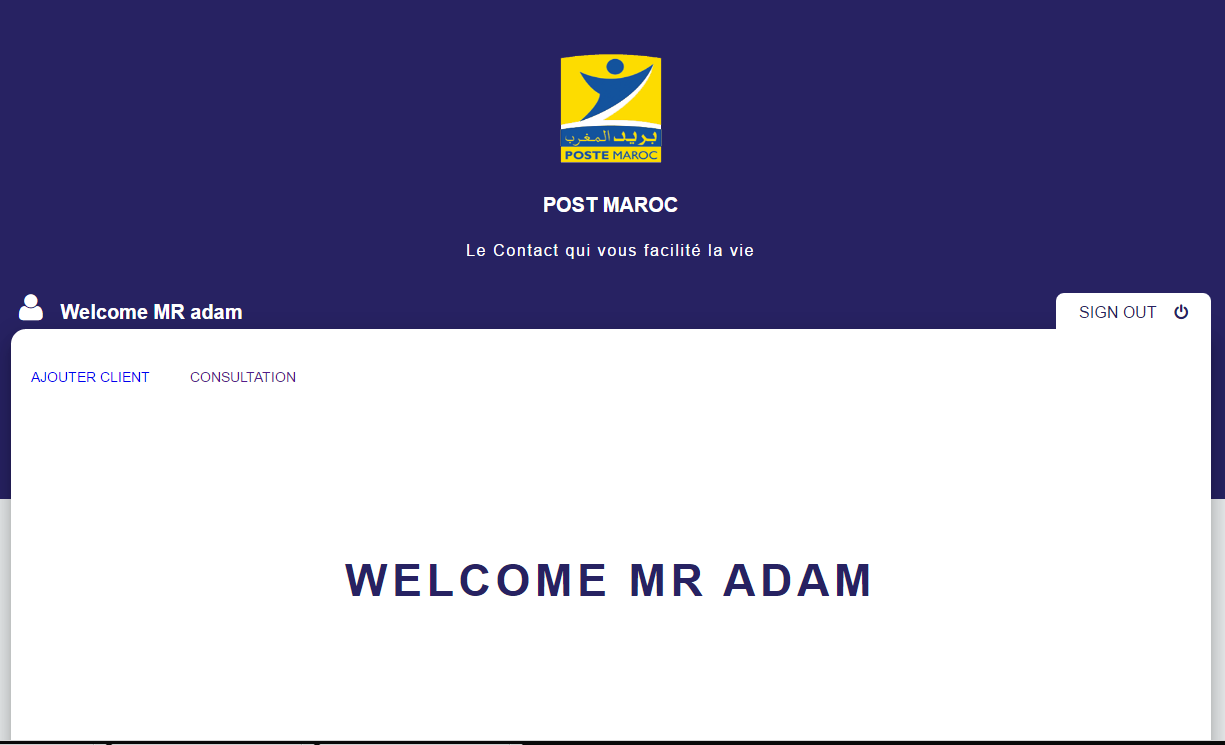 بريد المغرب
POSTE MAROC
POST MAROC
Le Contact qui vous facilité la vie
Welcome MR adam
SIGN OUT
AJOUTER CLIENT
CONSULTATION
WELCOME MR ADAM